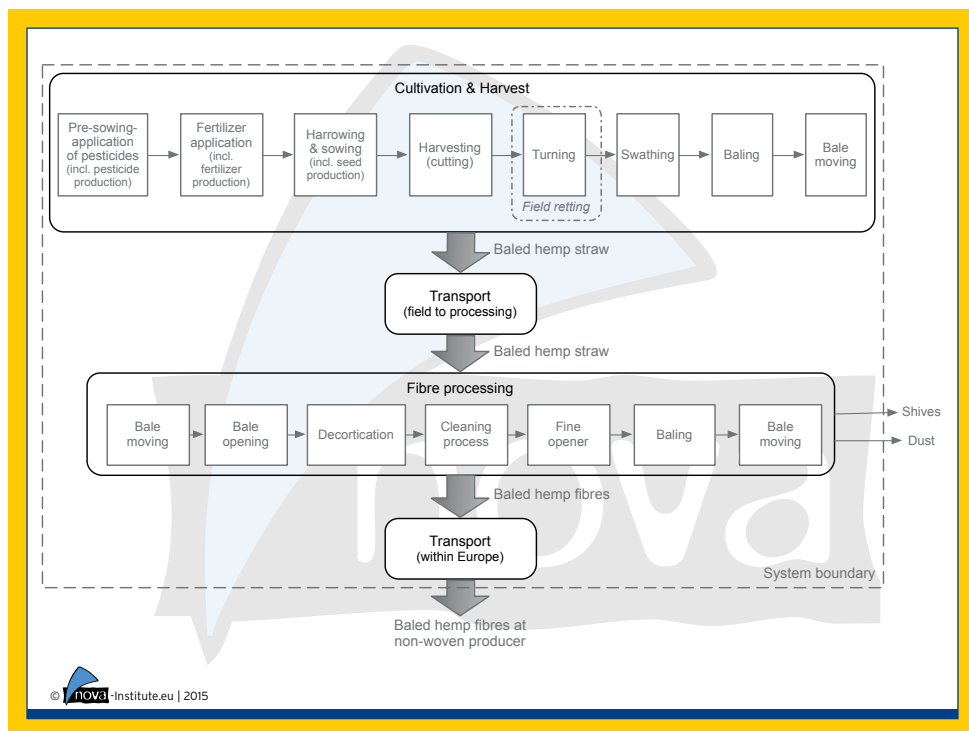 Cultivation & Harvest
Pre-sowing-
application
of pesticides
(incl. pesticide
production)
Fertilizer
application
(incl.
fertilizer
production)
Harrowing
& sowing
(incl. seed
production)
Harvesting
(cutting)
Turning
Field retting
Swathing
Baling
Bale
moving
Baled hemp straw
Transport
(field to processing)
Baled hemp straw
Fibre processing
Bale
moving
Bale
opening
Decortication
Cleaning
process
Fine
opener
Baling
Bale
moving
Shives
Dust
Baled hemp fibres
Transport
(within Europe)
nova
System boundary
Baled hemp fibres at
non-woven producer
© nova-Institute.eu | 2015